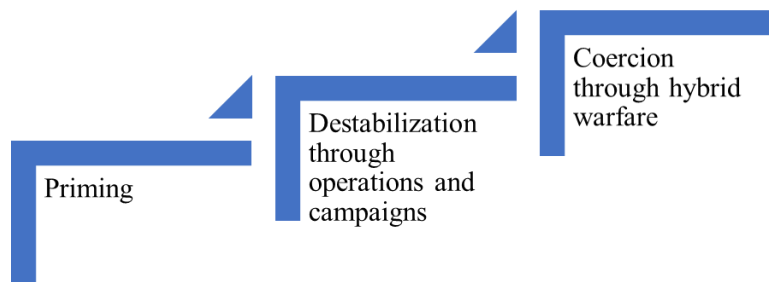 Priming
Destabilization
through
operations and
campaigns
Coercion
through hybrid
warfare